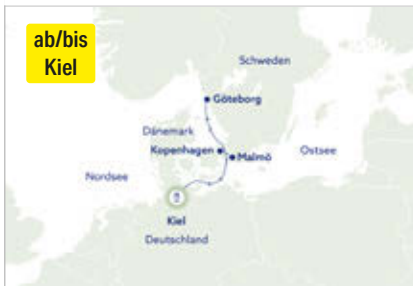 ab/bis
Kiel
Schweden
Göteborg
Dänemark
Kopenhagen
Malmö
Ostsee
Nordsee
Kiel
Deutschland